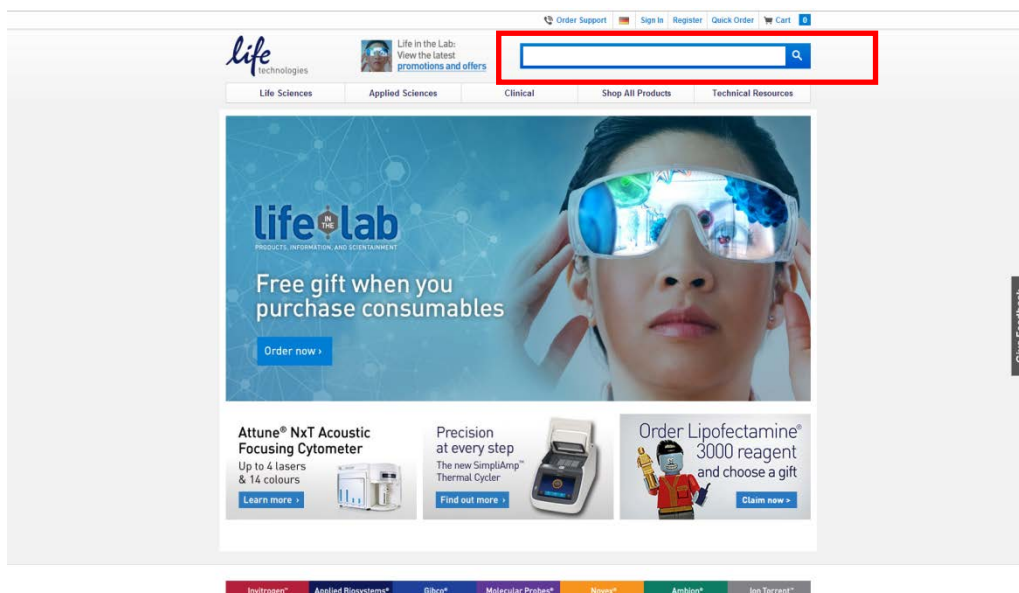 Order Support Sign In Register Quick Order Cart 0
life
technologies
Life in the Lab:
View the latest
promotions and offers
Life Sciences Applied Sciences Clinical Shop All Products Technical Resources
life IN THE lab
PRODUCTS, INFORMATION, AND SCIENTAINMENT
Free gift when you
purchase consumables
Order now ›
Give Feedback
Attune® NxT Acoustic
Focusing Cytometer
Up to 4 lasers
& 14 colours
Learn more ›
Precision
at every step
The new SimpliAmp™
Thermal Cycler
Find out more ›
Order Lipofectamine®
3000 reagent
and choose a gift
Claim now >
Invitrogen™ Applied Biosystems® Gibco® Molecular Probes® Novex® Ambion® Ion Torrent™